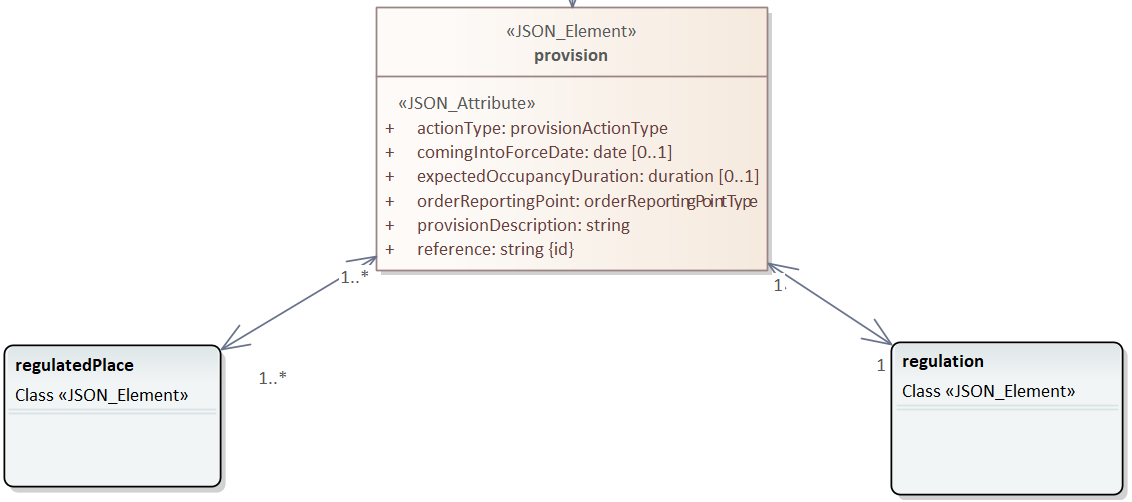 «JSON_Element»
provision
«JSON_Attribute»
+ actionType: provisionActionType
+ comingIntoForceDate: date [0..1]
+ expectedOccupancyDuration: duration [0..1]
+ orderReportingPoint: orderReportingPointType
+ provisionDescription: string
+ reference: string {id}
1..*
1..*
1.
1
regulatedPlace
Class «JSON_Element»
regulation
Class «JSON_Element»